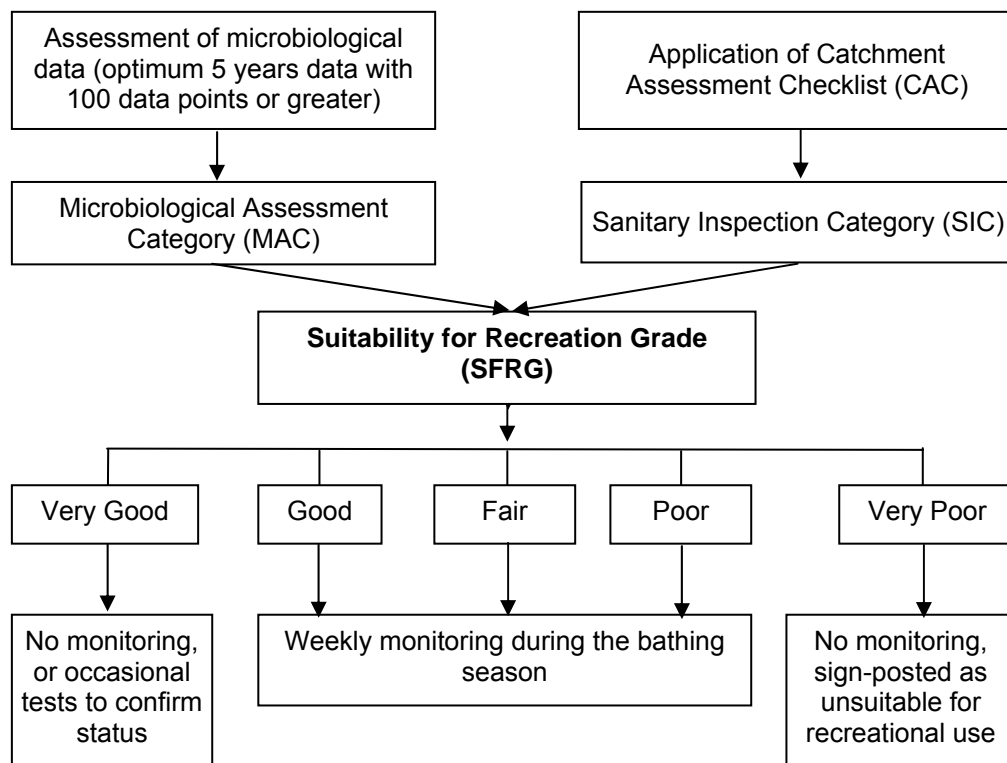 Assessment of microbiological
data (optimum 5 years data with
100 data points or greater)
Application of Catchment
Assessment Checklist (CAC)
Microbiological Assessment
Category (MAC)
Sanitary Inspection Category (SIC)
Suitability for Recreation Grade
(SFRG)
Very Good
Good
Fair
Poor
Very Poor
No monitoring,
or occasional
tests to confirm
status
Weekly monitoring during the bathing
season
No monitoring,
sign-posted as
unsuitable for
recreational use